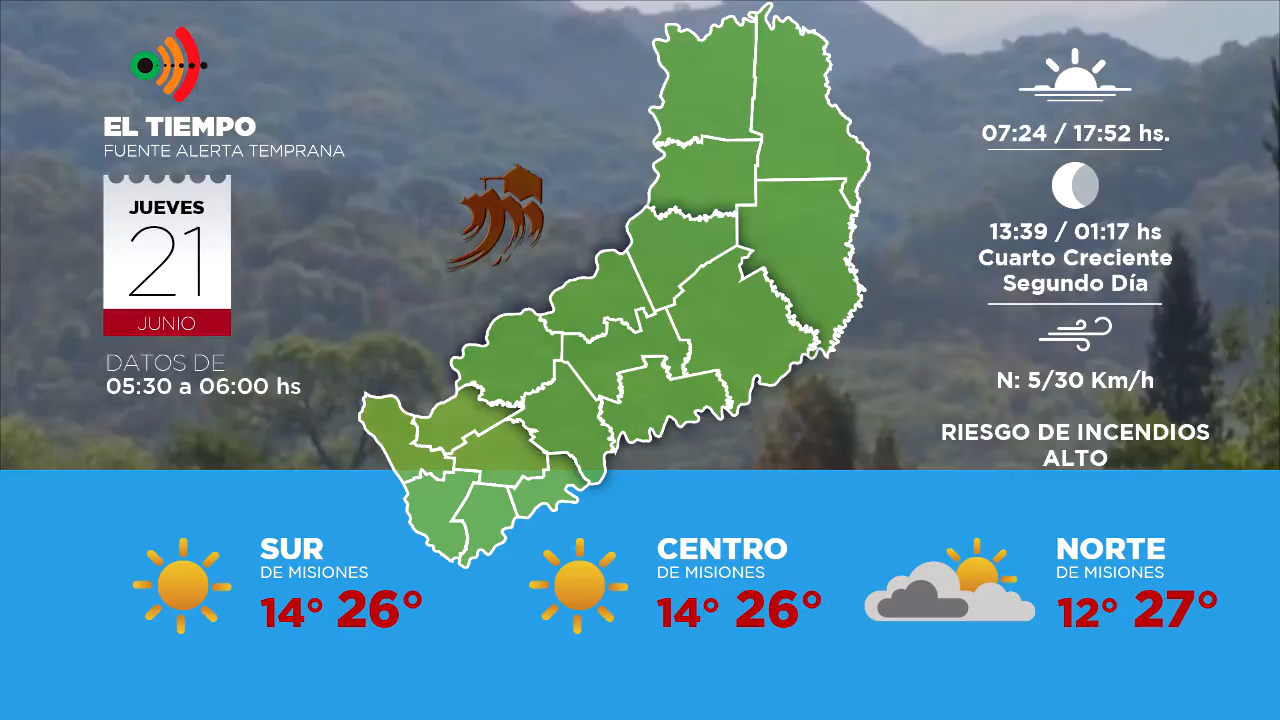 EL TIEMPO
FUENTE ALERTA TEMPRANA
JUEVES
21
JUNIO
DATOS DE
05:30 a 06:00 hs
07:24 / 17:52 hs.
13:39 / 01:17 hs
Cuarto Creciente
Segundo Día
N: 5/30 Km/h
RIESGO DE INCENDIOS
ALTO
SUR
DE MISIONES
14° 26°
CENTRO
DE MISIONES
14° 26°
NORTE
DE MISIONES
12° 27°